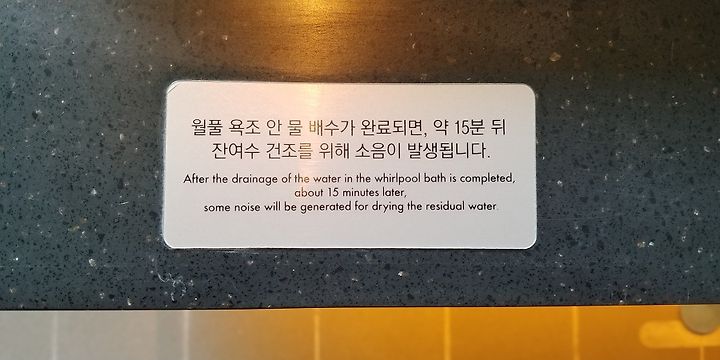 월풀 욕조 안 물 배수가 완료되면, 약 15분 뒤
잔여수 건조를 위해 소음이 발생됩니다.
After the drainage of the water in the whirlpool bath is completed,
about 15 minutes later,
some noise will be generated for drying the residual water.